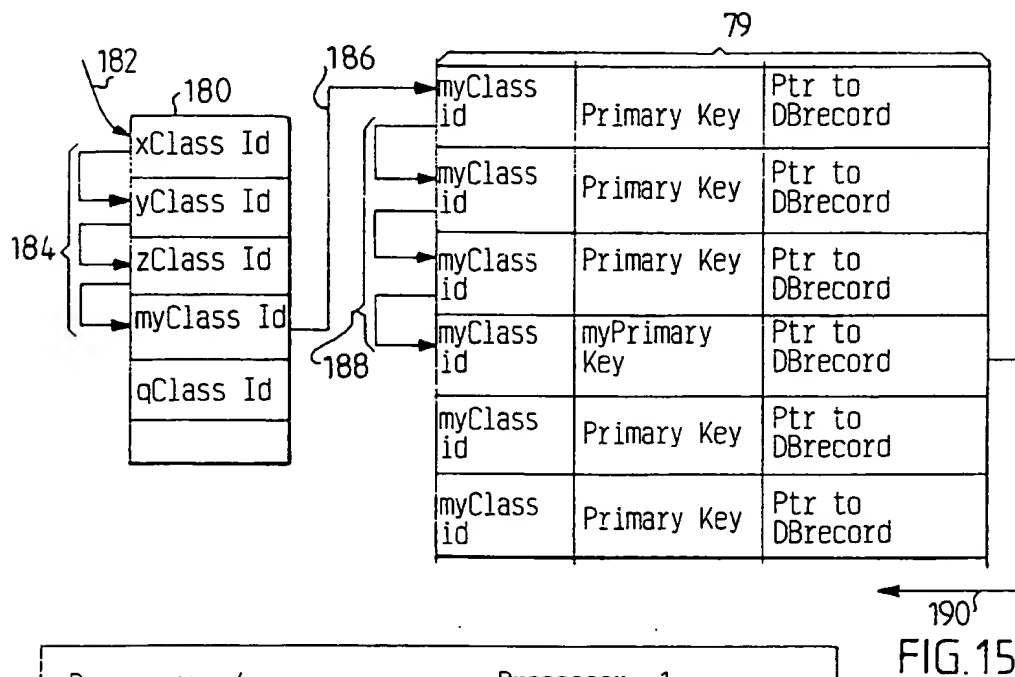 79
182
180
186
xClass Id
yClass Id
zClass Id
myClass Id
qClass Id
184
188
myClass id
Primary Key
Ptr to DBrecord
myClass id
Primary Key
Ptr to DBrecord
myClass id
Primary Key
Ptr to DBrecord
myClass id
myPrimary Key
Ptr to DBrecord
myClass id
Primary Key
Ptr to DBrecord
myClass id
Primary Key
Ptr to DBrecord
190
FIG.15